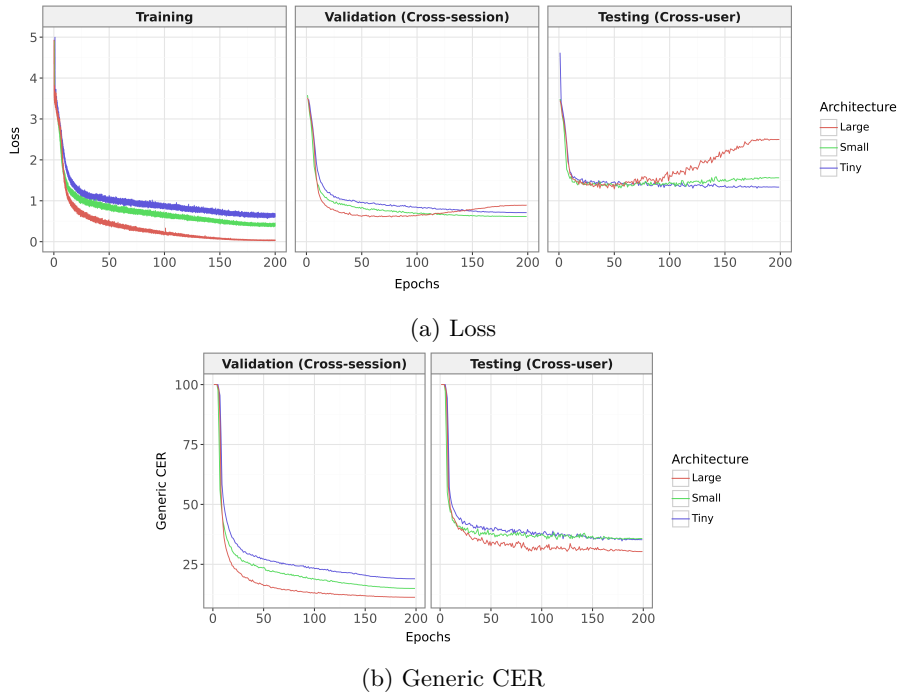 Training
Validation (Cross-session)
Testing (Cross-user)
5
4
3
2
1
0
Loss
0 50 100 150 200
0 50 100 150 200
0 50 100 150 200
Epochs
Architecture
Large
Small
Tiny
(a) Loss
Validation (Cross-session)
Testing (Cross-user)
100
75
50
25
Generic CER
0 50 100 150 200
0 50 100 150 200
Epochs
Architecture
Large
Small
Tiny
(b) Generic CER